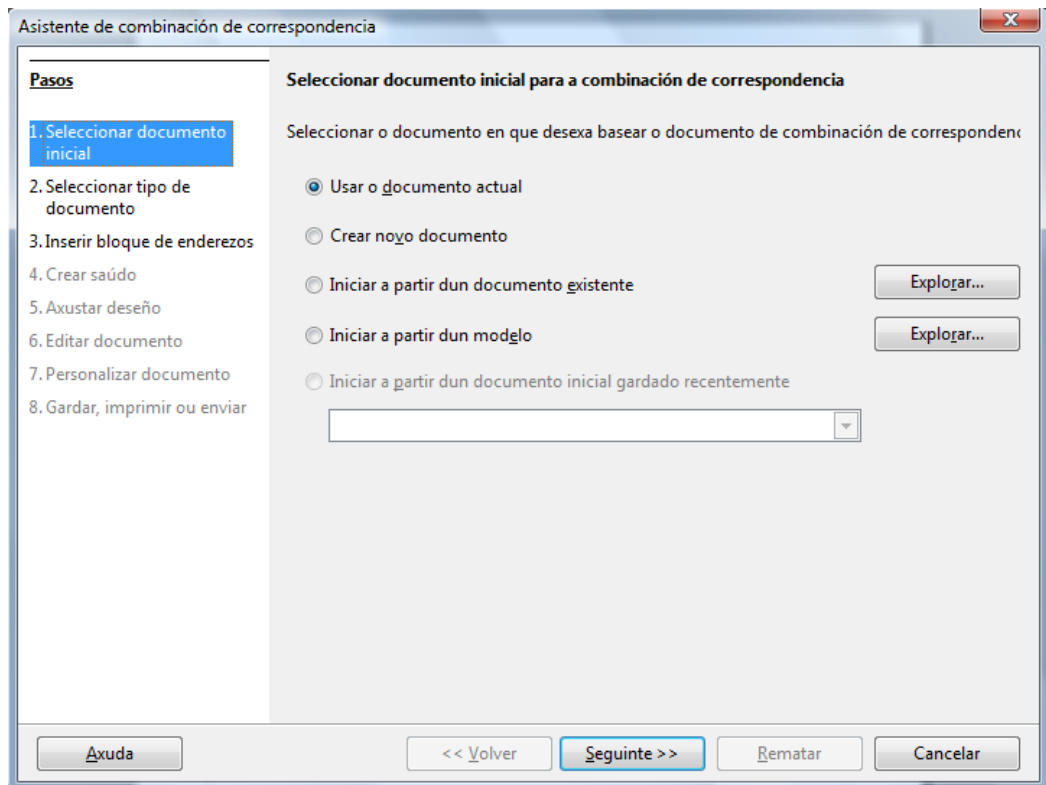 Asistente de combinación de correspondencia
Pasos
1. Seleccionar documento
inicial
2. Seleccionar tipo de
documento
3. Inserir bloque de enderezos
4. Crear saúdo
5. Axustar deseño
6. Editar documento
7. Personalizar documento
8. Gardar, imprimir ou enviar
Seleccionar documento inicial para a combinación de correspondencia
Seleccionar o documento en que desexa basear o documento de combinación de correspondenc
Usar o documento actual
Crear novo documento
Iniciar a partir dun documento existente
Explorar...
Iniciar a partir dun modelo
Explorar...
Iniciar a partir dun documento inicial gardado recentemente
Axuda
<< Volver
Seguinte >>
Rematar
Cancelar